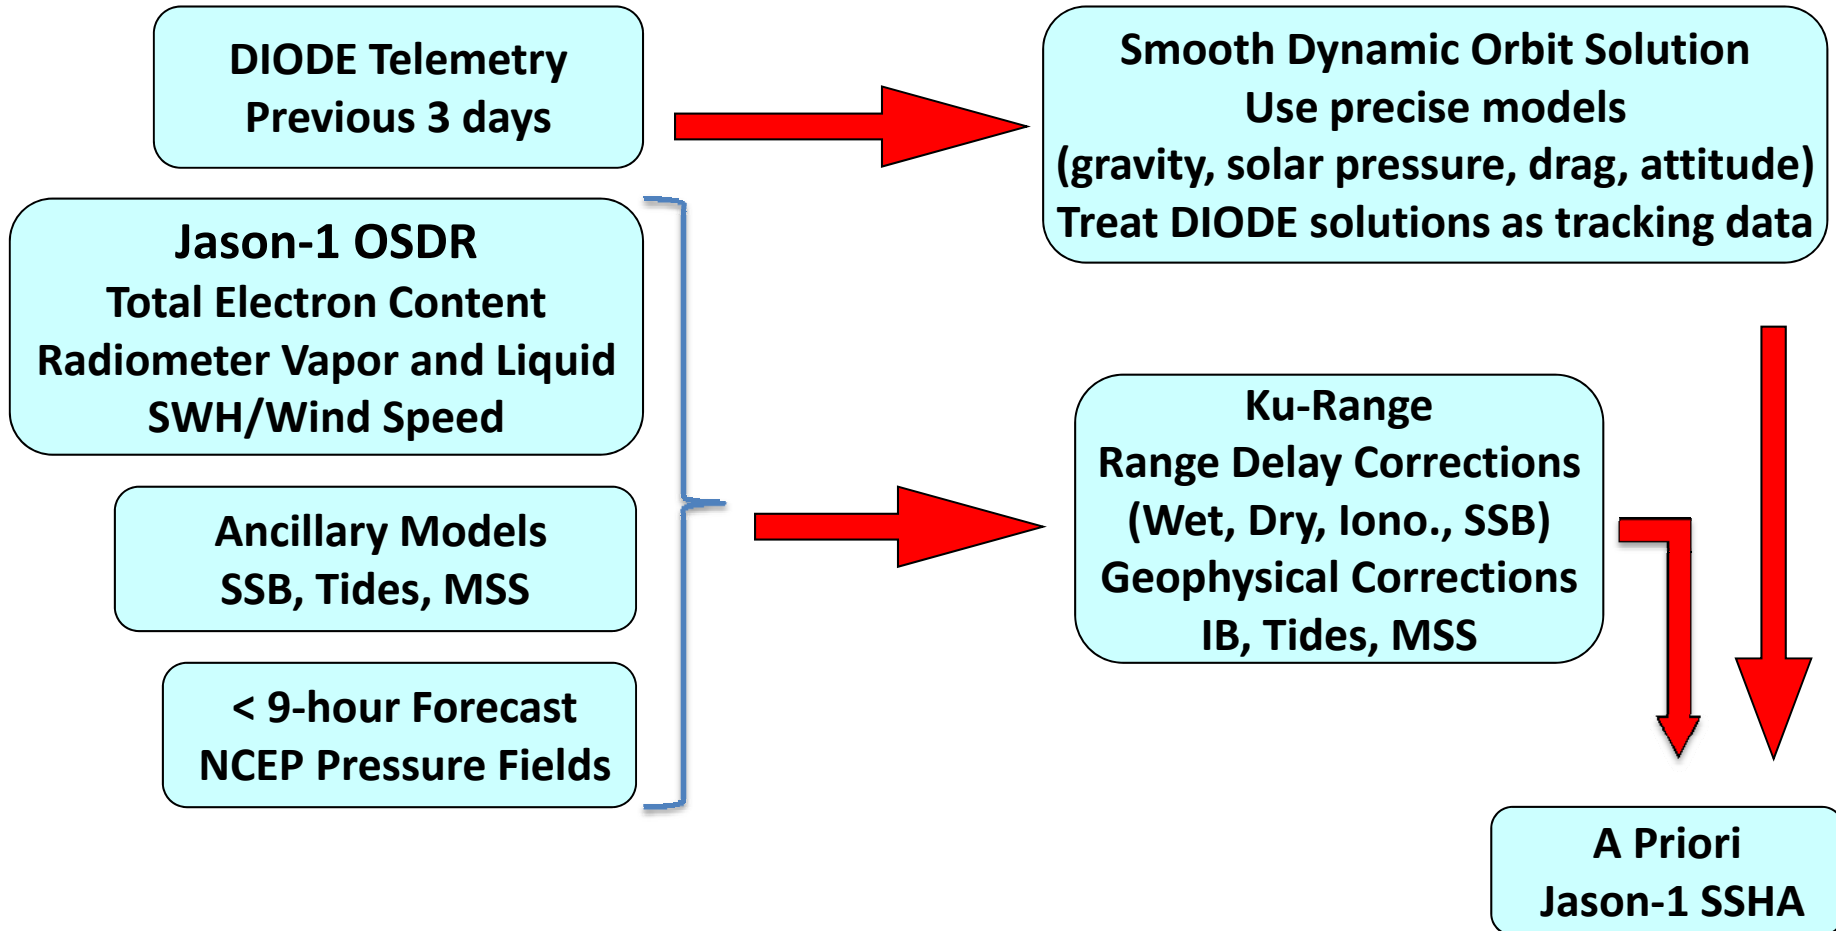 DIODE Telemetry
Previous 3 days
Smooth Dynamic Orbit Solution
Use precise models
(gravity, solar pressure, drag, attitude)
Treat DIODE solutions as tracking data
Jason-1 OSDR
Total Electron Content
Radiometer Vapor and Liquid
SWH/Wind Speed
Ancillary Models
SSB, Tides, MSS
< 9-hour Forecast
NCEP Pressure Fields
Ku-Range
Range Delay Corrections
(Wet, Dry, Iono., SSB)
Geophysical Corrections
IB, Tides, MSS
A Priori
Jason-1 SSHA